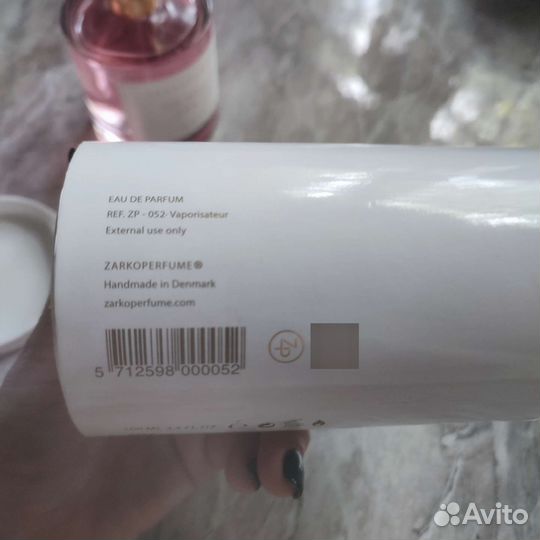 EAU DE PARFUM
REF. ZP - 052· Vaporisateur
External use only
ZARKOPERFUME®
Handmade in Denmark
zarkoperfume.com
5 712598 000052
ZP
Avito